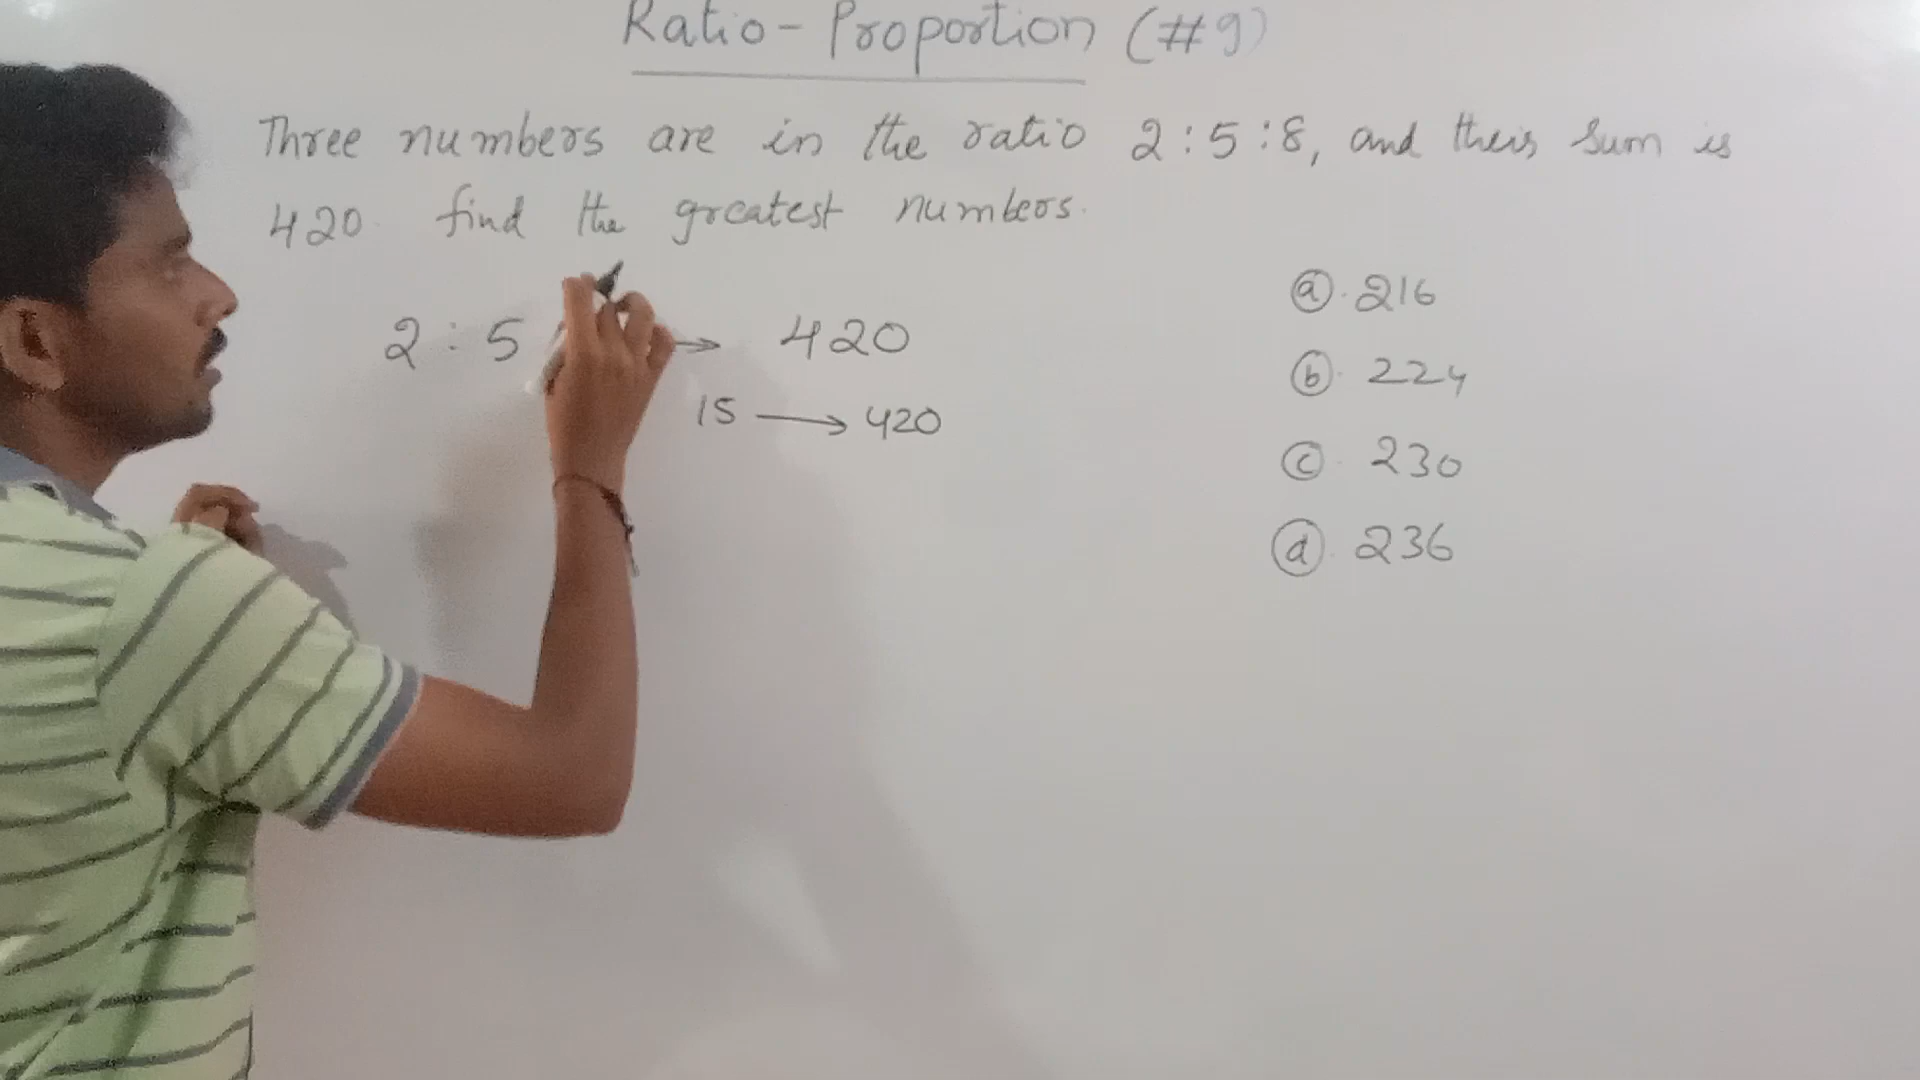 Ratio - Proportion (#9)
Three numbers are in the ratio 2 : 5 : 8, and their sum is
420. find the greatest numbers.
2 : 5 → 420
15 → 420
(a). 216
(b). 224
(c). 230
(d). 236